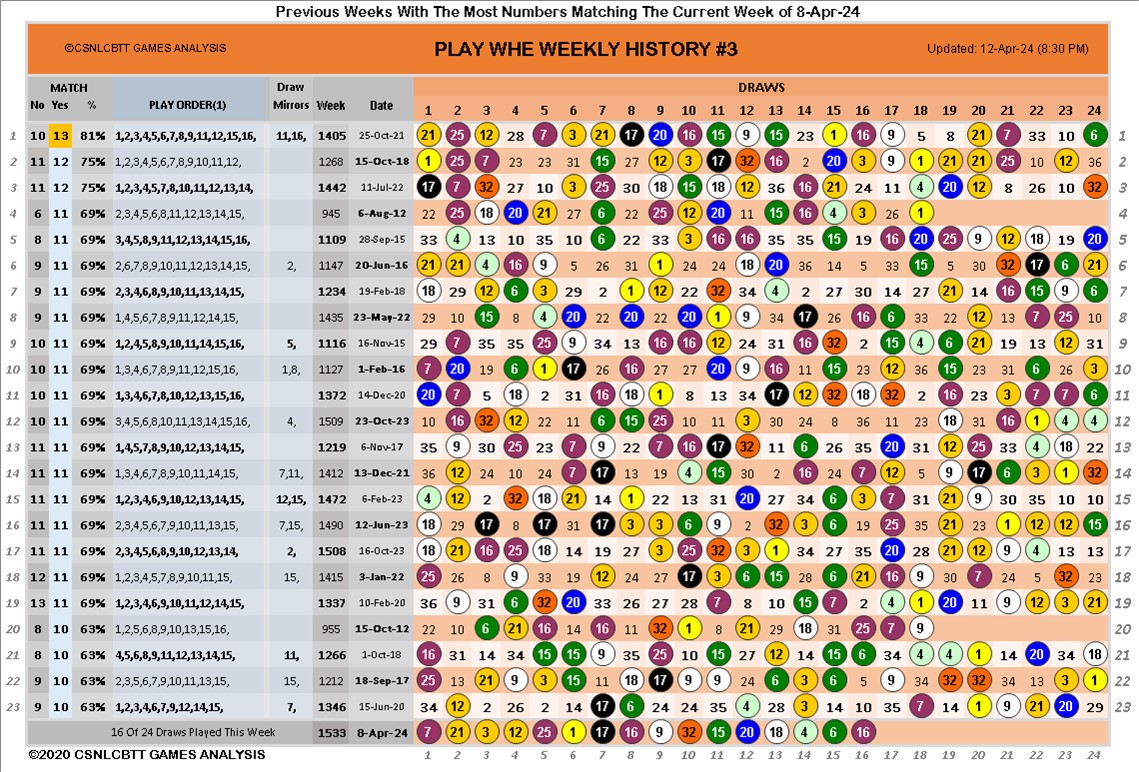 Previous Weeks With The Most Numbers Matching The Current Week of 8-Apr-24
©CSNLCBTT GAMES ANALYSIS PLAY WHE WEEKLY HISTORY #3 Updated: 12-Apr-24 (8:30 PM)
MATCH Draw DRAWS
No Yes % PLAY ORDER(1) Mirrors Week Date 1 2 3 4 5 6 7 8 9 10 11 12 13 14 15 16 17 18 19 20 21 22 23 24
1 10 13 81% 1,2,3,4,5,6,7,8,9,11,12,15,16, 11,16, 1405 25-Oct-21 21 25 12 28 7 3 21 17 20 16 15 9 15 23 1 16 9 5 8 21 7 33 10 6 1
2 11 12 75% 1,2,3,4,5,6,7,8,9,10,11,12, 1268 15-Oct-18 1 25 7 23 23 31 15 27 12 3 17 32 16 2 20 3 9 1 21 21 25 10 12 36 2
3 11 12 75% 1,2,3,4,5,7,8,10,11,12,13,14, 1442 11-Jul-22 17 7 32 27 10 3 25 30 18 15 18 12 36 16 21 24 11 4 20 12 8 26 10 32 3
4 6 11 69% 2,3,4,5,6,8,11,12,13,14,15, 945 6-Aug-12 22 25 18 20 21 27 6 22 25 12 20 11 15 16 4 3 26 1 4
5 8 11 69% 3,4,5,8,9,11,12,13,14,15,16, 1109 28-Sep-15 33 4 13 10 35 10 6 22 33 3 16 16 35 35 15 19 16 20 25 9 12 18 19 20 5
6 9 11 69% 2,6,7,8,9,10,11,12,13,14,15, 2, 1147 20-Jun-16 21 21 4 16 9 5 26 31 1 24 24 18 20 36 14 5 33 15 5 30 32 17 6 21 6
7 9 11 69% 2,3,4,6,8,9,10,11,13,14,15, 1234 19-Feb-18 18 29 12 6 3 29 2 1 12 22 32 34 4 2 27 30 14 27 21 14 16 15 9 6 7
8 9 11 69% 1,4,5,6,7,8,9,11,12,14,15, 1435 23-May-22 29 10 15 8 4 20 22 20 22 20 1 9 34 17 26 16 6 33 22 12 13 7 25 10 8
9 10 11 69% 1,2,4,5,8,9,10,11,14,15,16, 5, 1116 16-Nov-15 29 7 35 35 25 9 34 13 16 16 12 24 31 16 32 2 15 4 6 21 19 13 12 31 9
10 10 11 69% 1,3,4,6,7,8,11,12,15,16, 1,8, 1127 1-Feb-16 7 20 19 6 1 17 26 16 27 27 20 9 16 11 15 23 12 36 15 23 31 6 26 3 10
11 10 11 69% 1,3,4,6,7,8,10,12,14,15, 1372 14-Dec-20 20 7 5 18 2 31 16 18 1 8 13 34 17 12 32 18 32 2 16 23 3 7 7 6 11
12 10 11 69% 3,4,5,6,8,10,11,13,14,15,16, 4, 1509 23-Oct-23 10 16 32 12 22 11 6 15 25 10 11 3 30 24 8 36 11 23 18 31 16 1 4 4 12
13 11 11 69% 1,4,5,7,8,9,10,12,13,14,15, 1219 6-Nov-17 35 9 30 25 23 7 9 22 7 16 17 32 11 6 26 35 20 31 12 25 33 4 18 22 13
14 11 11 69% 1,3,4,6,7,8,10,11,14,15, 7,11, 1412 13-Dec-21 36 12 24 10 24 7 17 13 19 4 15 30 2 16 24 7 12 5 9 17 6 3 1 32 14
15 11 11 69% 1,2,3,4,6,9,10,12,13,14,15, 12,15, 1472 6-Feb-23 4 12 2 32 18 21 14 1 22 13 31 20 27 34 6 3 7 31 21 9 30 35 10 10 15
16 11 11 69% 2,3,4,5,6,7,9,10,11,13,15, 7,15, 1490 12-Jun-23 18 29 17 8 17 31 17 3 3 6 9 2 32 3 6 19 25 35 21 23 1 12 12 15 16
17 11 11 69% 2,3,4,5,6,8,9,10,12,13,14, 2, 1508 16-Oct-23 18 21 16 25 18 14 19 27 3 25 32 3 1 34 27 35 20 28 21 12 9 4 13 13 17
18 12 11 69% 1,2,3,4,5,7,8,9,10,11,15, 15, 1415 3-Jan-22 25 26 8 9 33 19 12 24 27 17 3 6 15 28 6 21 16 9 30 7 24 5 32 23 18
19 13 11 69% 1,2,3,4,6,9,10,11,12,14,15, 1337 10-Feb-20 36 9 31 6 32 20 33 26 27 28 7 8 10 15 7 2 4 1 20 11 9 12 3 21 19
20 8 10 63% 1,2,5,6,8,9,10,13,15,16, 955 15-Oct-12 22 10 6 21 16 14 16 11 32 1 8 21 29 18 31 25 7 9 20
21 8 10 63% 4,5,6,8,9,11,12,13,14,15, 11, 1266 1-Oct-18 16 31 14 34 15 15 9 35 25 10 15 27 12 14 15 6 34 4 4 1 14 20 34 18 21
22 9 10 63% 2,3,5,6,7,9,10,11,13,15, 15, 1212 18-Sep-17 25 13 21 9 3 15 11 18 17 9 9 24 6 3 6 5 9 34 32 32 34 13 3 1 22
23 9 10 63% 1,2,3,4,6,7,9,12,14,15, 7, 1346 15-Jun-20 34 12 2 26 2 14 17 6 24 24 35 4 28 3 2 14 35 7 14 1 9 21 20 29 23
16 Of 24 Draws Played This Week 1533 8-Apr-24 7 21 3 12 25 1 17 16 9 32 15 20 18 4 6 16
©2020 CSNLCBTT GAMES ANALYSIS 1 2 3 4 5 6 7 8 9 10 11 12 13 14 15 16 17 18 19 20 21 22 23 24